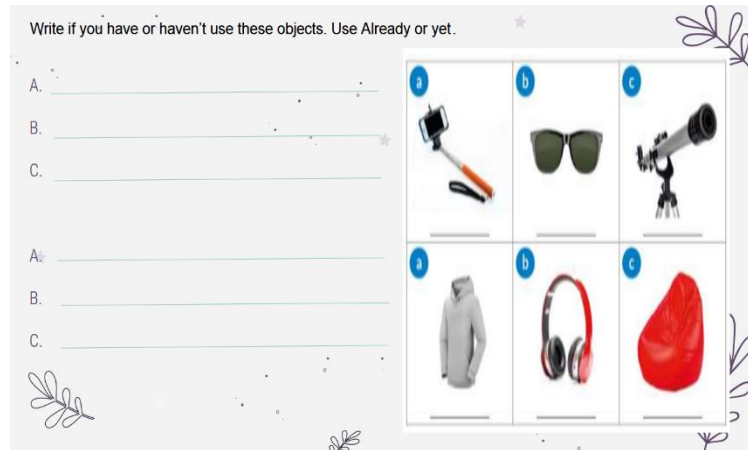 Write if you have or haven't use these objects. Use Already or yet.
A.
B.
C.
A.
B.
C.
a
b
c
a
b
c